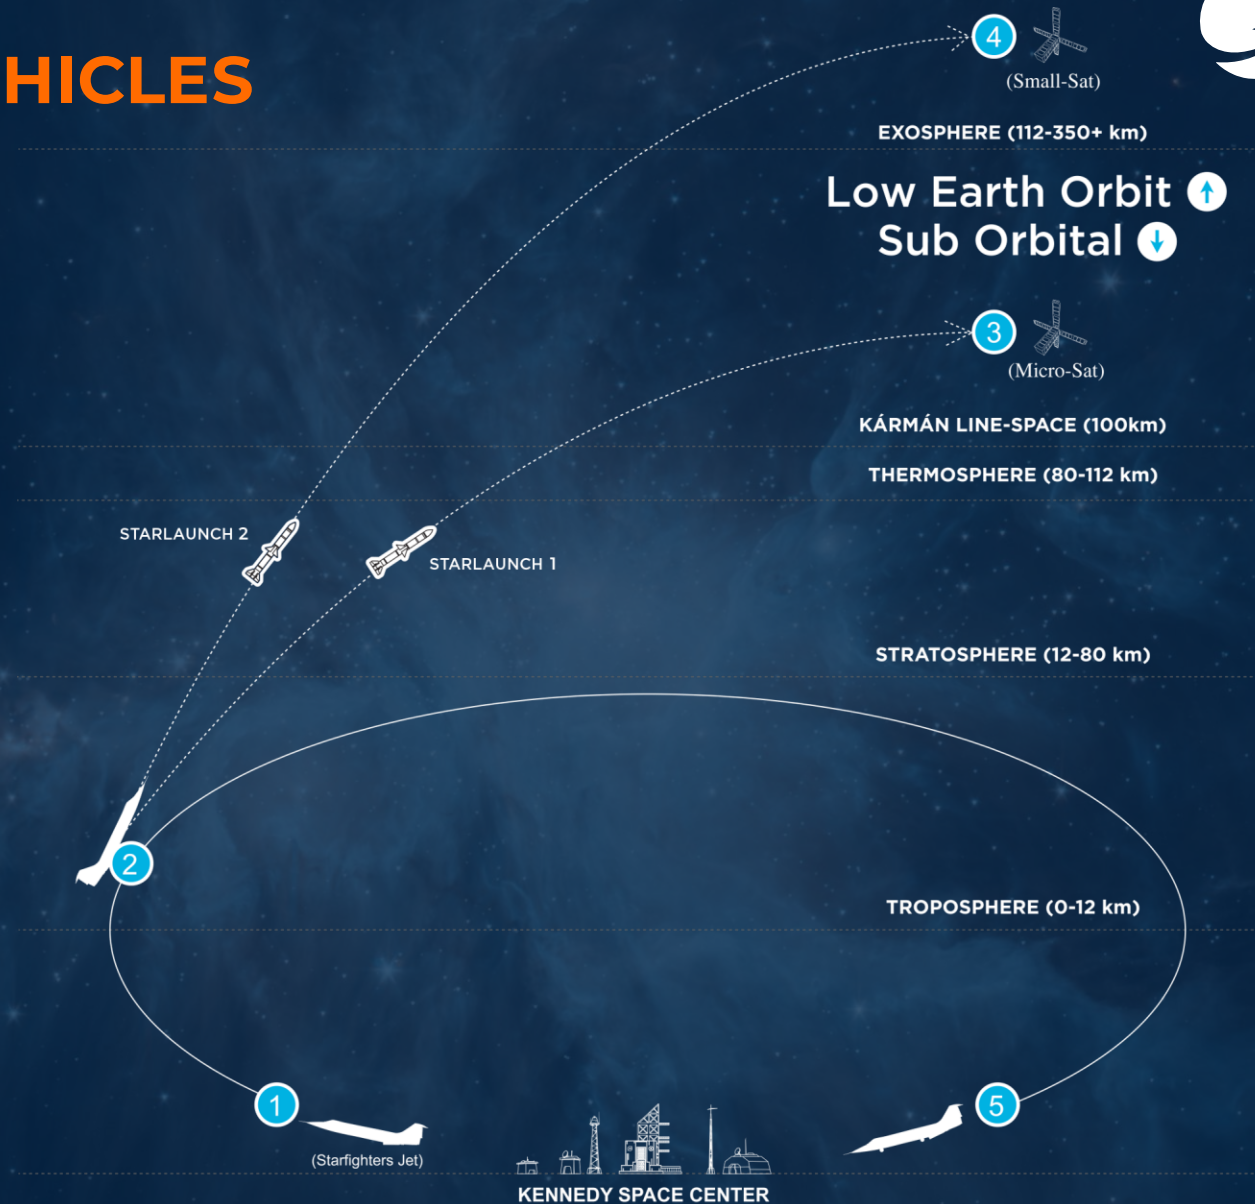 HICLES
4
(Small-Sat)
EXOSPHERE (112-350+ km)
Low Earth Orbit
Sub Orbital
3
(Micro-Sat)
KÁRMÁN LINE-SPACE (100km)
THERMOSPHERE (80-112 km)
STARLAUNCH 2
STARLAUNCH 1
STRATOSPHERE (12-80 km)
2
TROPOSPHERE (0-12 km)
1
5
(Starfighters Jet)
KENNEDY SPACE CENTER